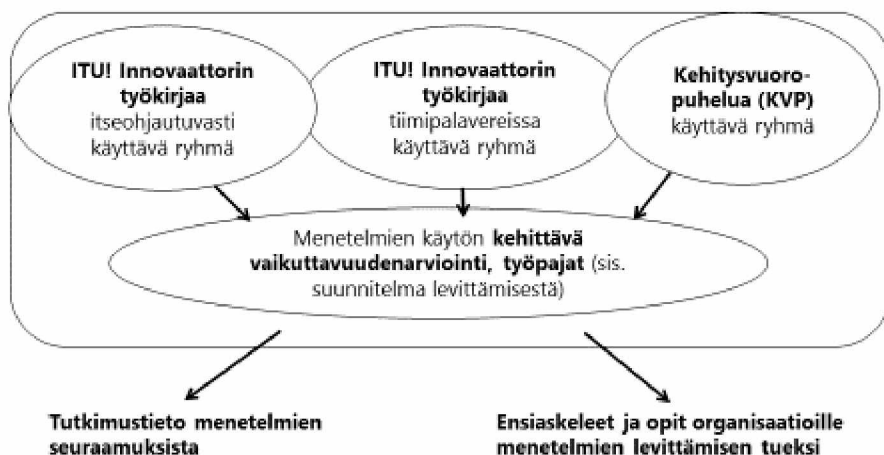 ITU! Innovaattorin
työkirjaa
itseohjautuvasti
käyttävä ryhmä
ITU! Innovaattorin
työkirjaa
tiimipalavereissa
käyttävä ryhmä
Kehitysvuoro-
puhelua (KVP)
käyttävä ryhmä
Menetelmien käytön kehittävä
vaikuttavuudenarviointi, työpajat (sis.
suunnitelma levittämisestä)
Tutkimustieto menetelmien
seuraamuksista
Ensiaskeleet ja opit organisaatioille
menetelmien levittämisen tueksi